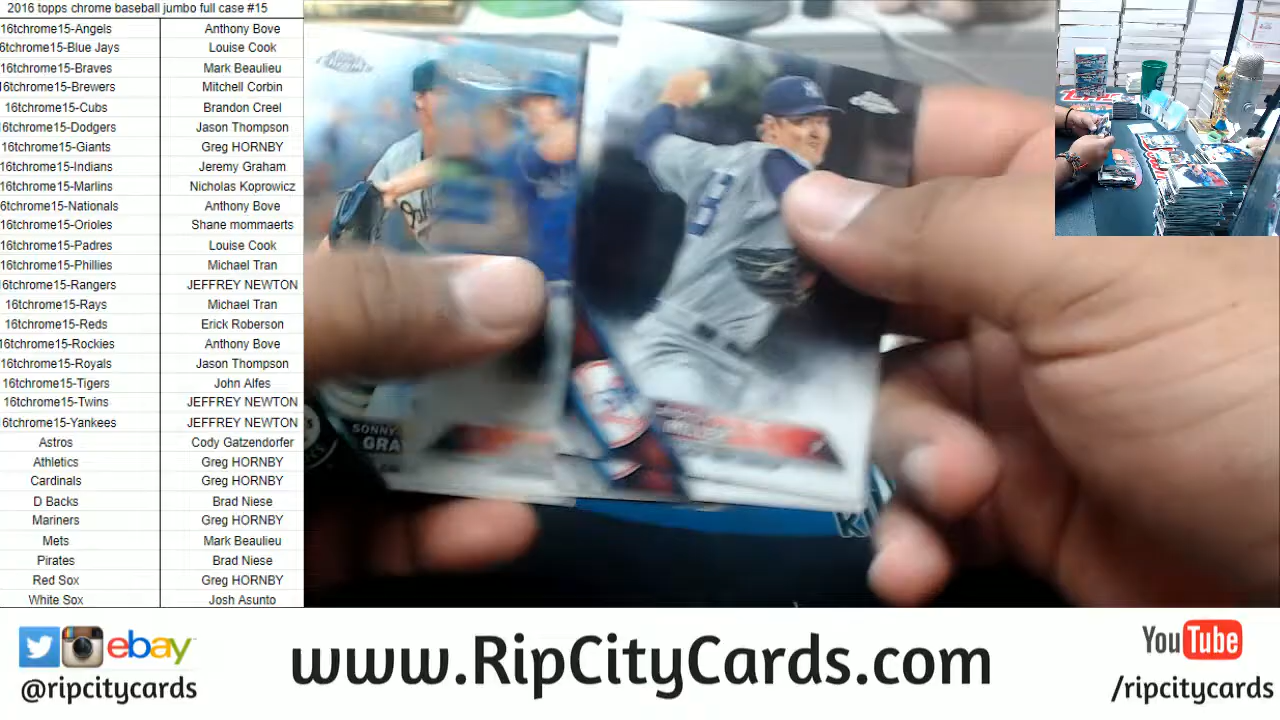 2016 topps chrome baseball jumbo full case #15
16tchrome15-Angels Anthony Bove
6tchrome15-Blue Jays Louise Cook
16tchrome15-Braves Mark Beaulieu
6tchrome15-Brewers Mitchell Corbin
16tchrome15-Cubs Brandon Creel
6tchrome15-Dodgers Jason Thompson
16tchrome15-Giants Greg HORNBY
16tchrome15-Indians Jeremy Graham
16tchrome15-Marlins Nicholas Koprowicz
6tchrome15-Nationals Anthony Bove
16tchrome15-Orioles Shane mommaerts
16tchrome15-Padres Louise Cook
16tchrome15-Phillies Michael Tran
16tchrome15-Rangers JEFFREY NEWTON
16tchrome15-Rays Michael Tran
16tchrome15-Reds Erick Roberson
16tchrome15-Rockies Anthony Bove
16tchrome15-Royals Jason Thompson
16tchrome15-Tigers John Alfes
16tchrome15-Twins JEFFREY NEWTON
6tchrome15-Yankees JEFFREY NEWTON
Astros Cody Gatzendorfer
Athletics Greg HORNBY
Cardinals Greg HORNBY
D Backs Brad Niese
Mariners Greg HORNBY
Mets Mark Beaulieu
Pirates Brad Niese
Red Sox Greg HORNBY
White Sox Josh Asunto
SONNY
GRA
MILLER
ebay
@ripcitycards
www.RipCityCards.com
YouTube
/ripcitycards